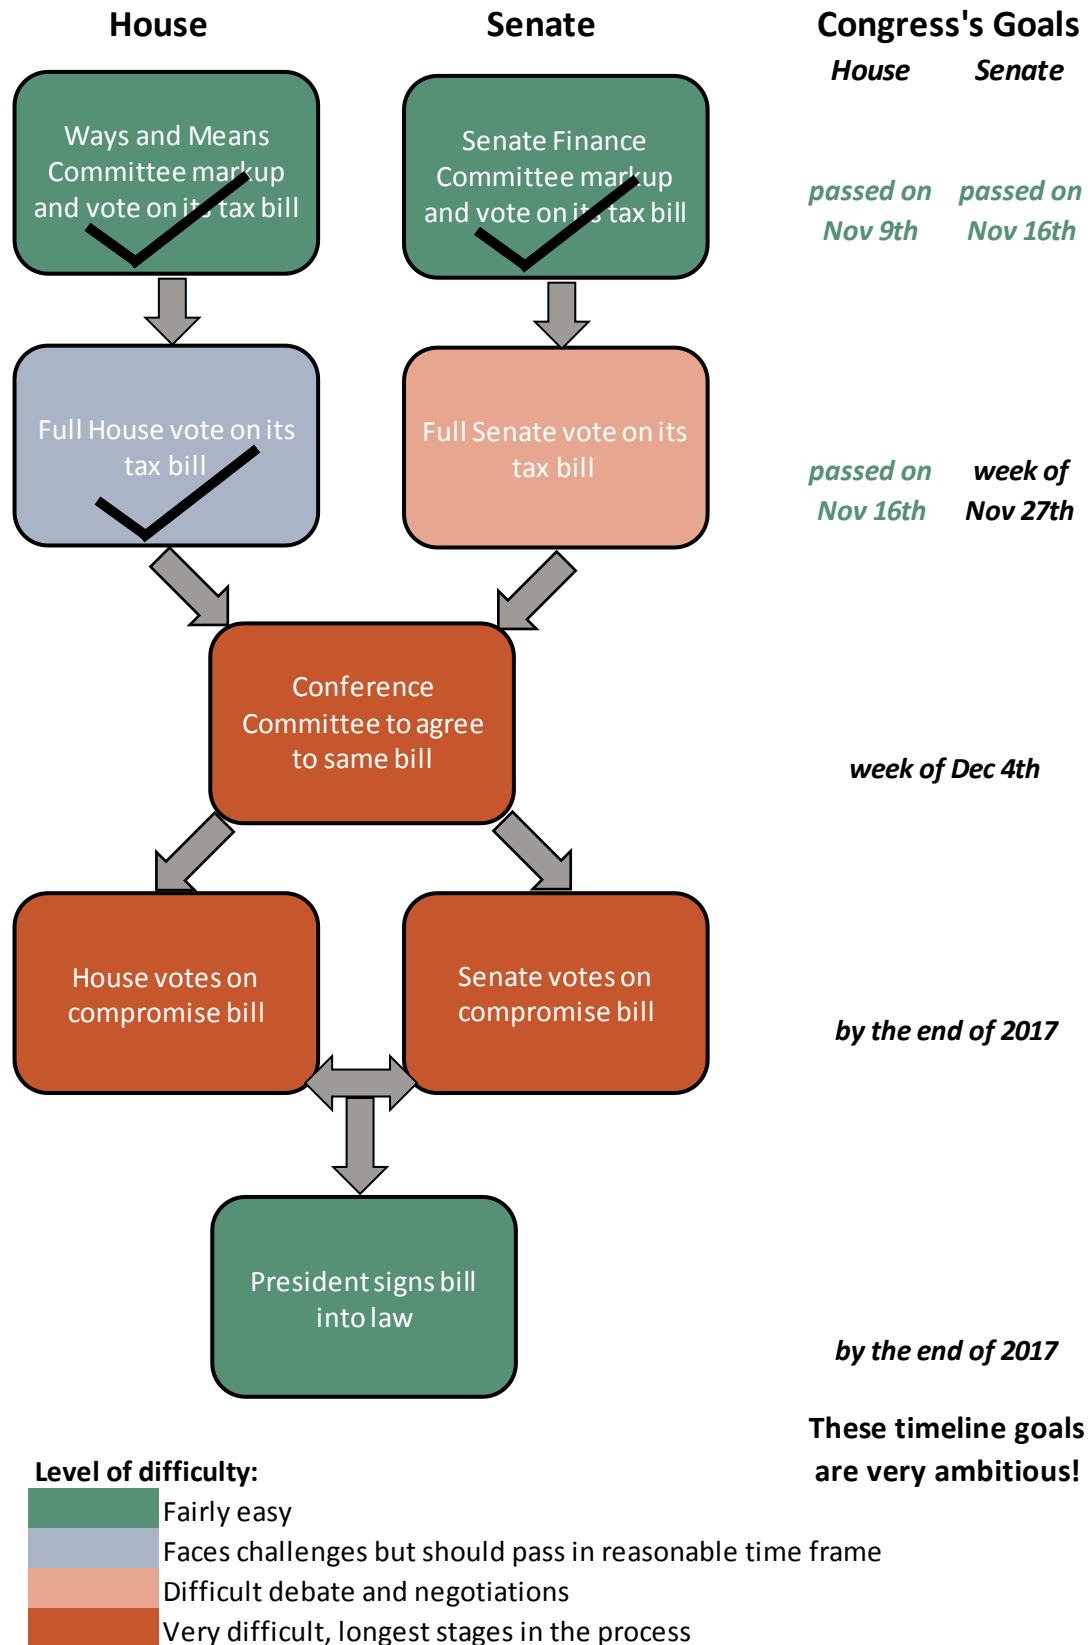 House
Senate
Congress's Goals
House
Senate
Ways and Means
Committee markup
and vote on its tax bill
Senate Finance
Committee markup
and vote on its tax bill
passed on
Nov 9th
passed on
Nov 16th
Full House vote on its
tax bill
Full Senate vote on its
tax bill
passed on
Nov 16th
week of
Nov 27th
Conference
Committee to agree
to same bill
week of Dec 4th
House votes on
compromise bill
Senate votes on
compromise bill
by the end of 2017
President signs bill
into law
by the end of 2017
These timeline goals
are very ambitious!
Level of difficulty:
Fairly easy
Faces challenges but should pass in reasonable time frame
Difficult debate and negotiations
Very difficult, longest stages in the process